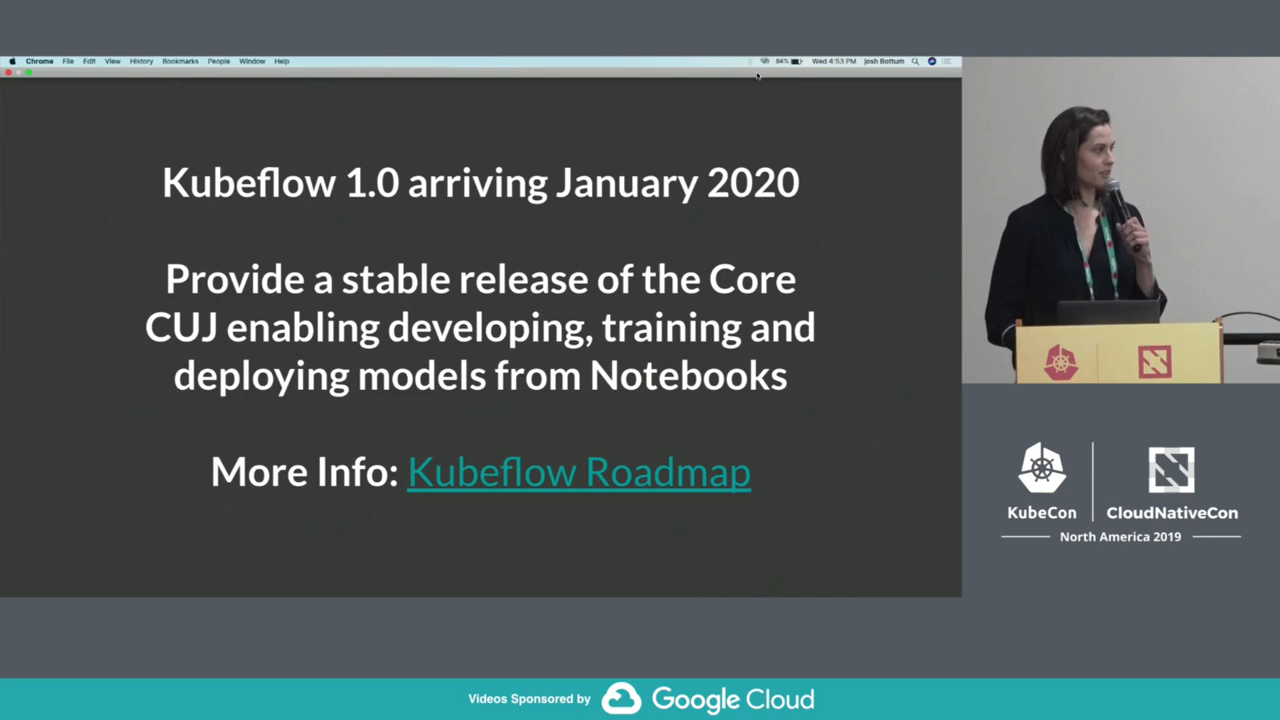 Chrome File Edit View History Bookmarks People Window Help
84% Wed 4:53 PM Josh Bottum
Kubeflow 1.0 arriving January 2020
Provide a stable release of the Core
CUJ enabling developing, training and
deploying models from Notebooks
More Info: Kubeflow Roadmap
KubeCon
CloudNativeCon
North America 2019
Videos Sponsored by Google Cloud